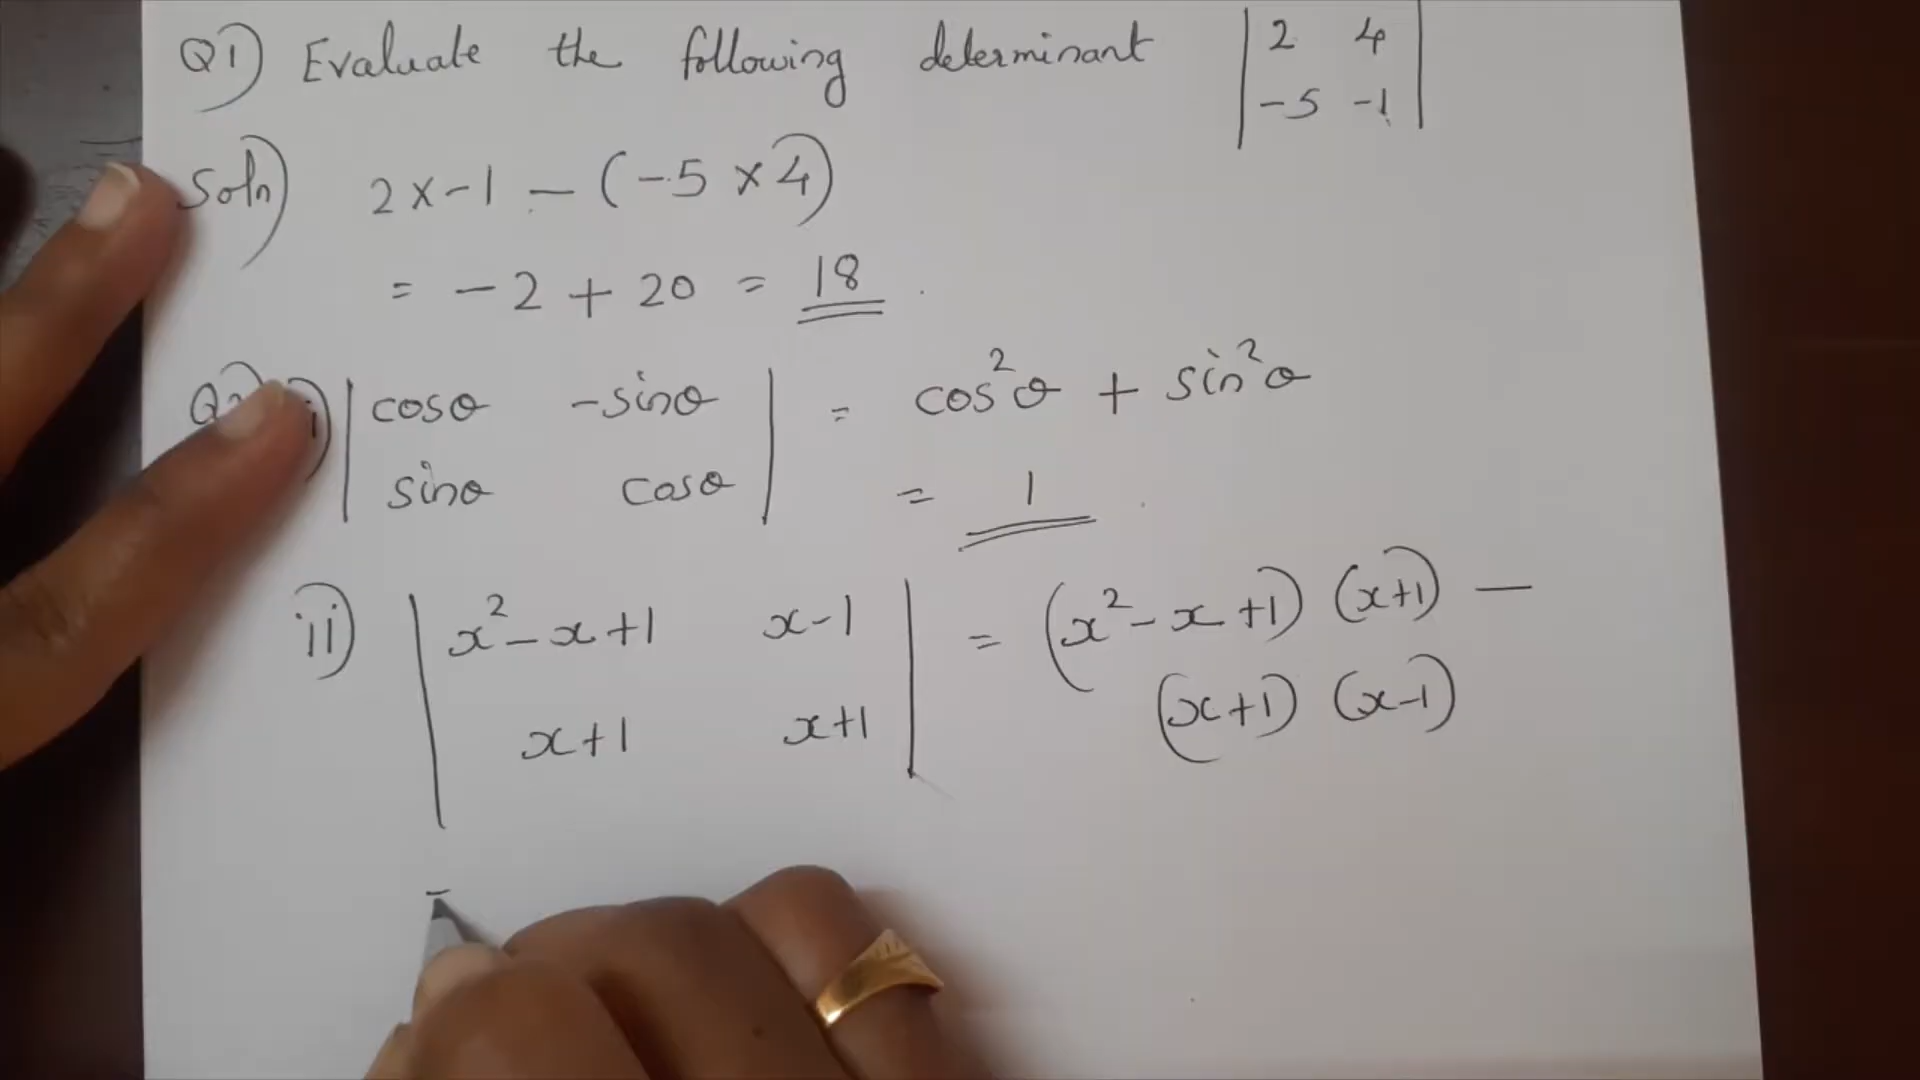 Q1) Evaluate the following determinant | 2 4 |
| -5 -1 |
Soln) 2 x -1 - (-5 x 4)
= -2 + 20 = 18
i) | cosθ -sinθ | = cos²θ + sin²θ
| sinθ cosθ | = 1
ii) | x² - x + 1 x - 1 | = (x² - x + 1) (x+1) -
| x + 1 x + 1 | (x+1) (x-1)